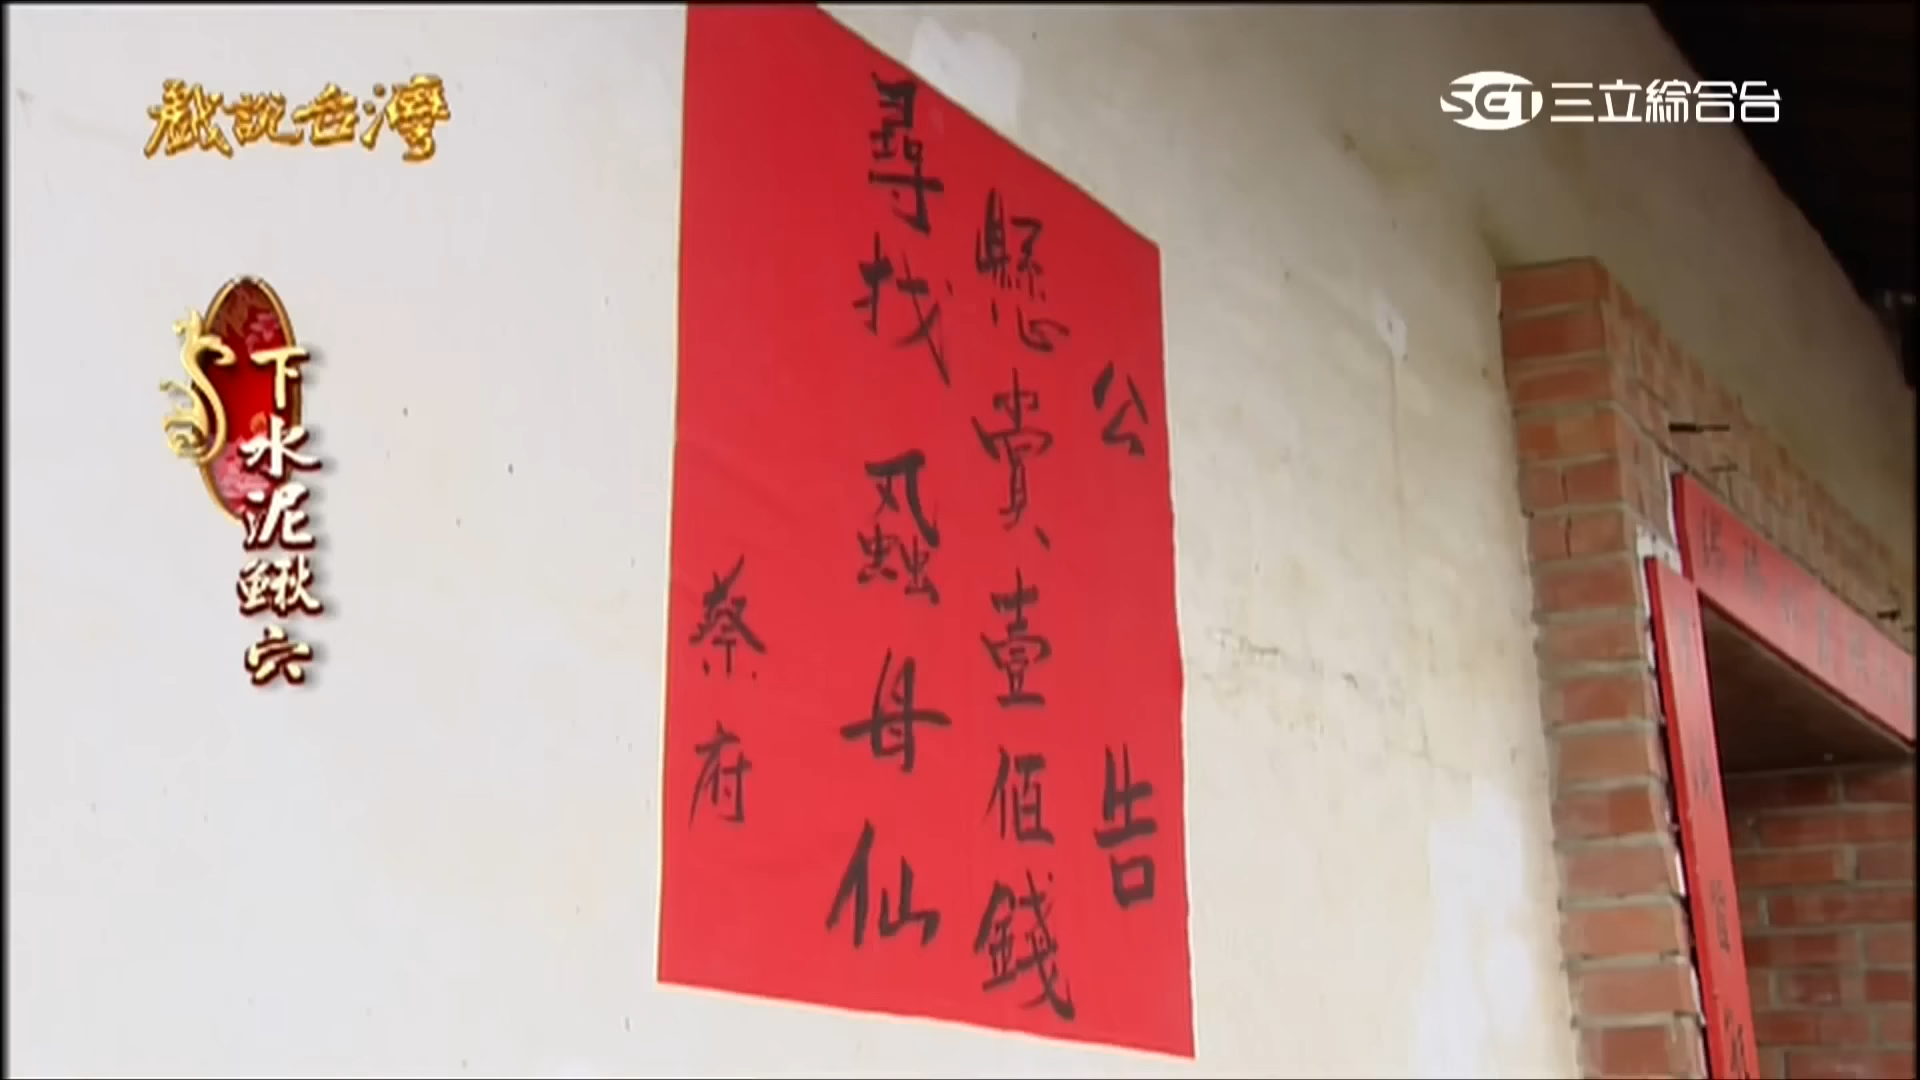 戲說台灣
SET三立綜合台
下水泥鰍穴
公告
懸賞壹佰錢
尋找蝨母仙
蔡府